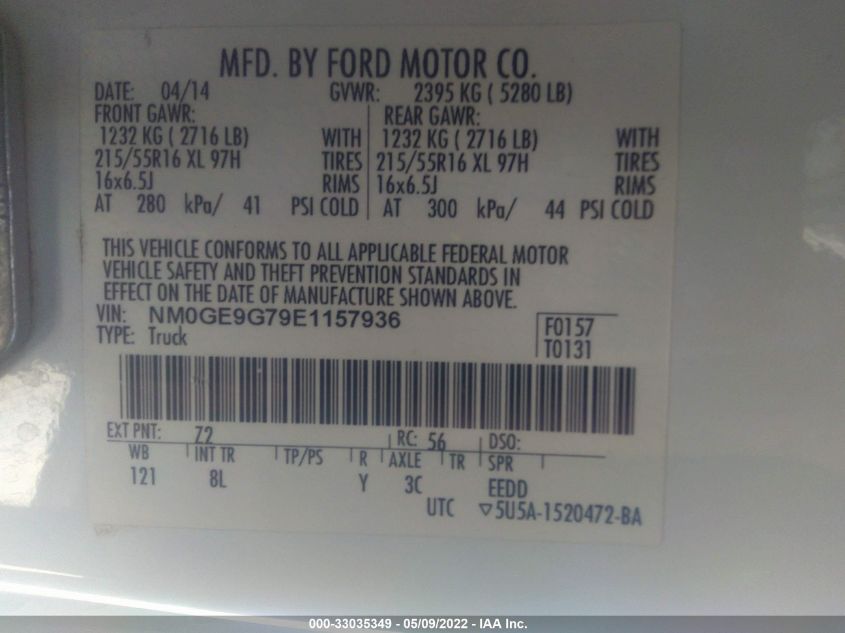 MFD. BY FORD MOTOR CO.
DATE: 04/14 GVWR: 2395 KG ( 5280 LB)
FRONT GAWR: REAR GAWR:
1232 KG ( 2716 LB) WITH 1232 KG ( 2716 LB) WITH
215/55R16 XL 97H TIRES 215/55R16 XL 97H TIRES
16x6.5J RIMS 16x6.5J RIMS
AT 280 kPa/ 41 PSI COLD AT 300 kPa/ 44 PSI COLD
THIS VEHICLE CONFORMS TO ALL APPLICABLE FEDERAL MOTOR
VEHICLE SAFETY AND THEFT PREVENTION STANDARDS IN
EFFECT ON THE DATE OF MANUFACTURE SHOWN ABOVE.
VIN: NM0GE9G79E1157936 F0157
TYPE: Truck T0131
EXT PNT: Z2 RC: 56 DSO:
WB INT TR TP/PS R AXLE TR SPR
121 8L Y 3C EEDD
UTC ▽5U5A-1520472-BA
000-33035349 - 05/09/2022 - IAA Inc.